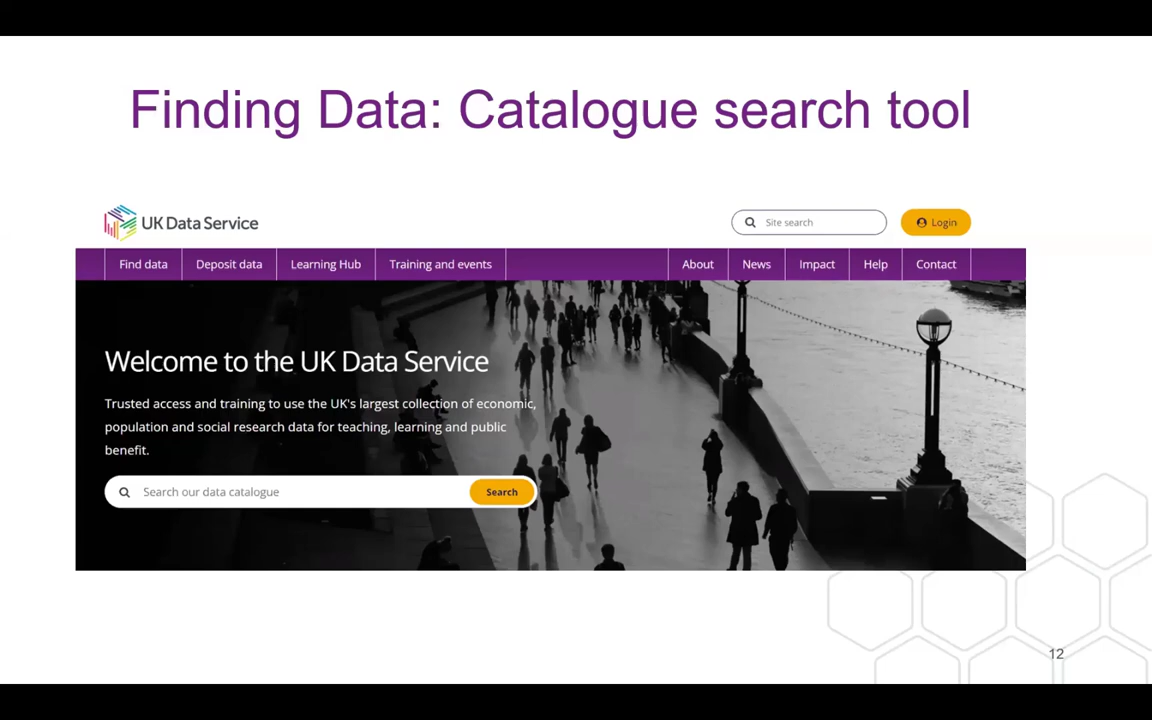 Finding Data: Catalogue search tool
UK Data Service
Site search
Login
Find data
Deposit data
Learning Hub
Training and events
About
News
Impact
Help
Contact
Welcome to the UK Data Service
Trusted access and training to use the UK's largest collection of economic,
population and social research data for teaching, learning and public
benefit.
Search our data catalogue
Search
12